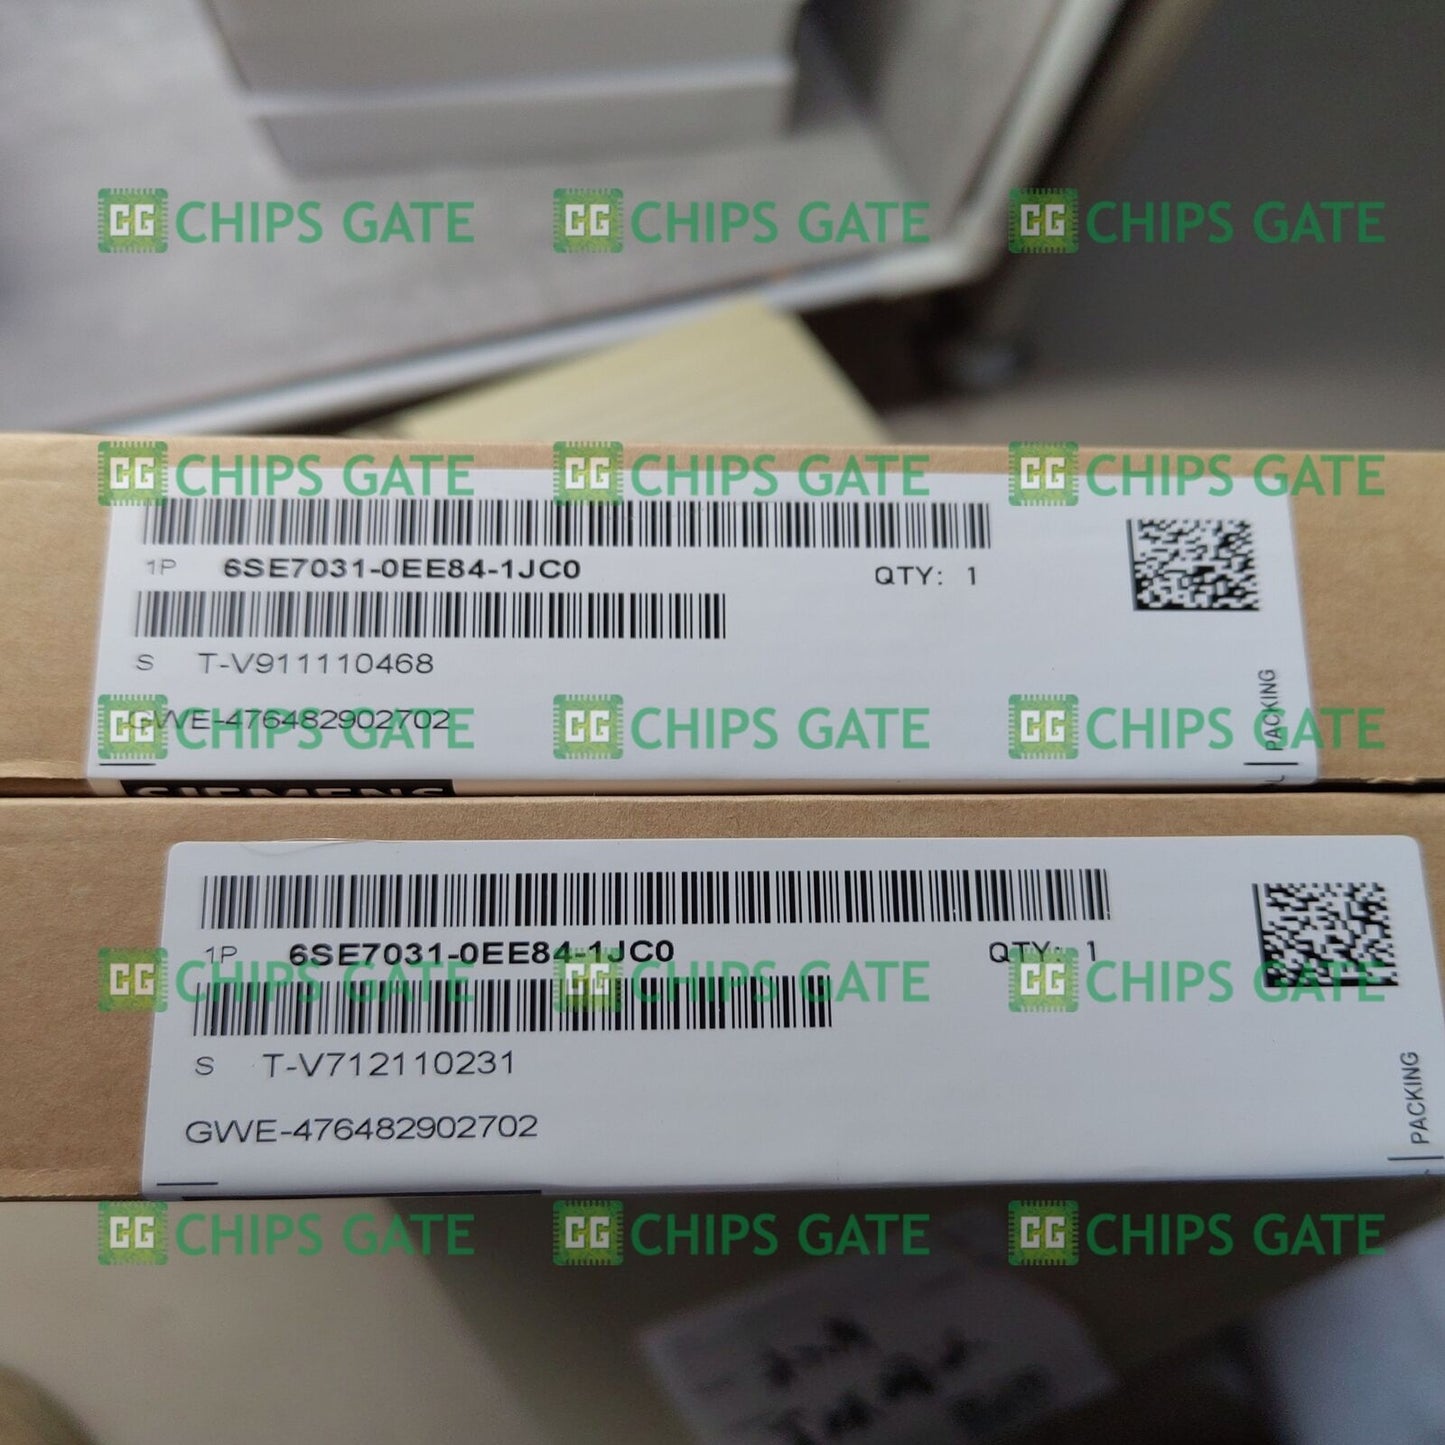 CG CHIPS GATE CG CHIPS GATE CG CHIPS GATE
CG CHIPS GATE CG CHIPS GATE CG CHIPS GATE
1P 6SE7031-0EE84-1JC0 QTY: 1
S T-V911110468
PACKING
GWE-476482902702
CG CHIPS GATE CG CHIPS GATE CG CHIPS GATE
SIEMENS
1P 6SE7031-0EE84-1JC0 QTY: 1
CG CHIPS GATE CG CHIPS GATE CG CHIPS GATE
S T-V712110231
PACKING
GWE-476482902702
CG CHIPS GATE CG CHIPS GATE CG CHIPS GATE